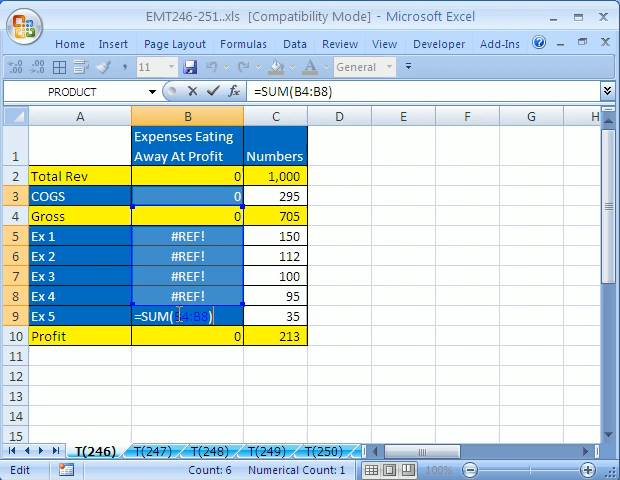 EMT246-251..xls [Compatibility Mode] - Microsoft Excel
Home Insert Page Layout Formulas Data Review View Developer Add-Ins
11 General
PRODUCT fx =SUM(B4:B8)
A B C D E F G H
1 Expenses Eating Away At Profit Numbers
2 Total Rev 0 1,000
3 COGS 0 295
4 Gross 0 705
5 Ex 1 #REF! 150
6 Ex 2 #REF! 112
7 Ex 3 #REF! 100
8 Ex 4 #REF! 95
9 Ex 5 =SUM(B4:B8) 35
10 Profit 0 213
11
12
13
14
15
T(246) T(247) T(248) T(249) T(250)
Edit Count: 6 Numerical Count: 1 100%